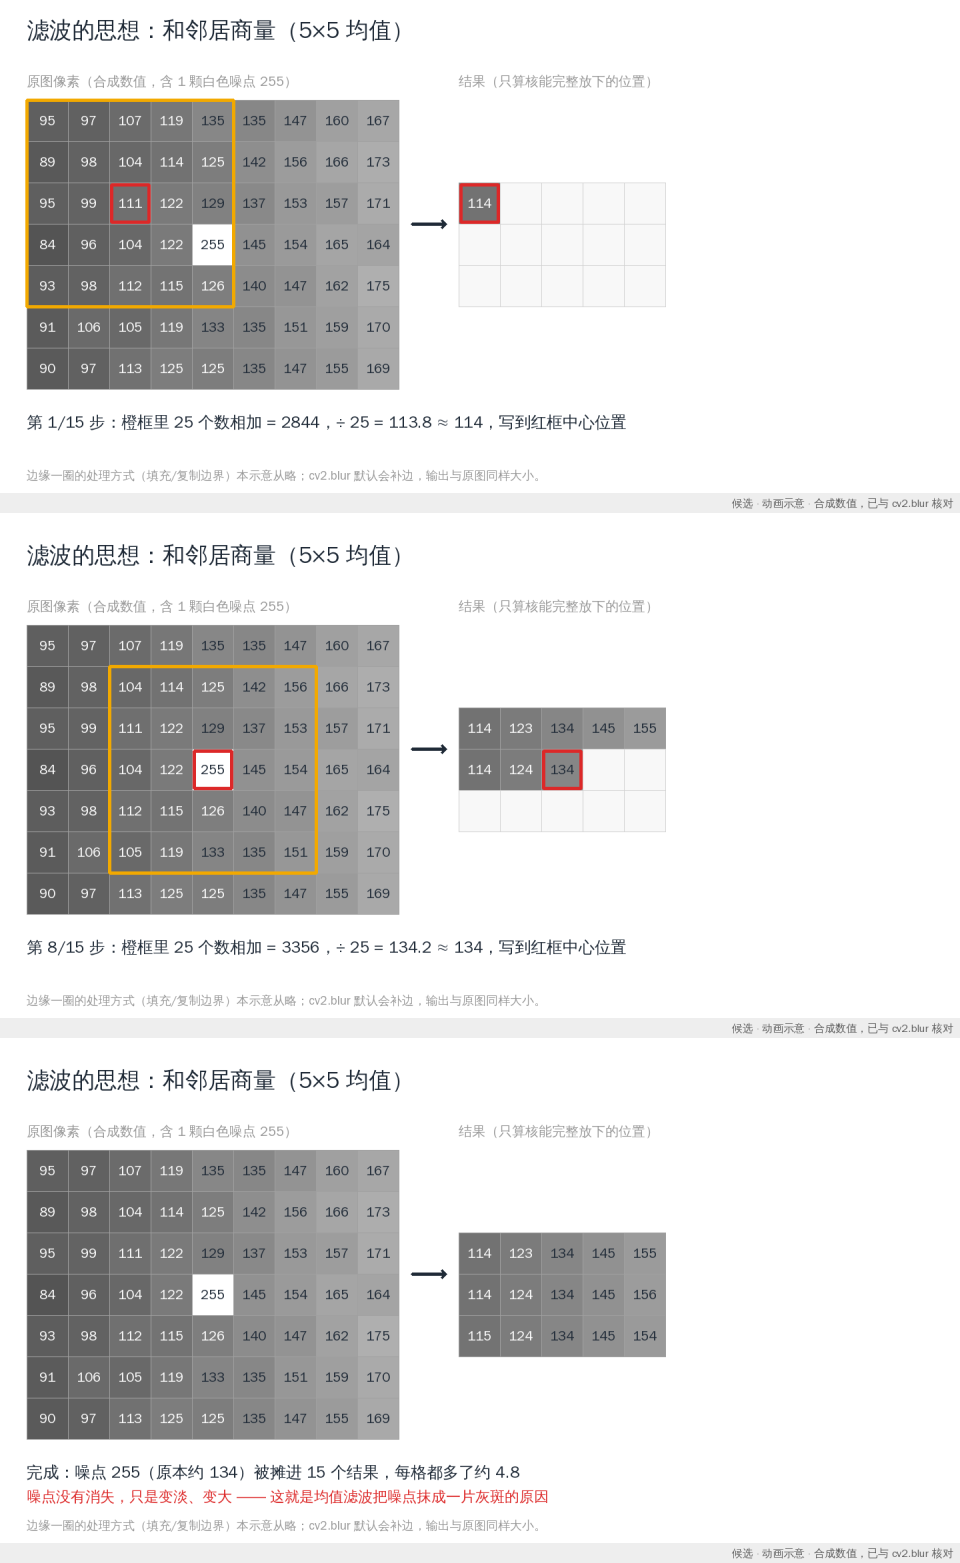 滤波的思想：和邻居商量（5×5 均值）
原图像素（合成数值，含 1 颗白色噪点 255） 结果（只算核能完整放下的位置）
95 97 107 119 135 135 147 160 167
89 98 104 114 125 142 156 166 173
95 99 111 122 129 137 153 157 171 114
84 96 104 122 255 145 154 165 164
93 98 112 115 126 140 147 162 175
91 106 105 119 133 135 151 159 170
90 97 113 125 125 135 147 155 169
第 1/15 步：橙框里 25 个数相加 = 2844，÷ 25 = 113.8 ≈ 114，写到红框中心位置
边缘一圈的处理方式（填充/复制边界）本示意从略；cv2.blur 默认会补边，输出与原图同样大小。
候选 · 动画示意 · 合成数值，已与 cv2.blur 核对
滤波的思想：和邻居商量（5×5 均值）
原图像素（合成数值，含 1 颗白色噪点 255） 结果（只算核能完整放下的位置）
95 97 107 119 135 135 147 160 167
89 98 104 114 125 142 156 166 173
95 99 111 122 129 137 153 157 171 114 123 134 145 155
84 96 104 122 255 145 154 165 164 114 124 134
93 98 112 115 126 140 147 162 175
91 106 105 119 133 135 151 159 170
90 97 113 125 125 135 147 155 169
第 8/15 步：橙框里 25 个数相加 = 3356，÷ 25 = 134.2 ≈ 134，写到红框中心位置
边缘一圈的处理方式（填充/复制边界）本示意从略；cv2.blur 默认会补边，输出与原图同样大小。
候选 · 动画示意 · 合成数值，已与 cv2.blur 核对
滤波的思想：和邻居商量（5×5 均值）
原图像素（合成数值，含 1 颗白色噪点 255） 结果（只算核能完整放下的位置）
95 97 107 119 135 135 147 160 167
89 98 104 114 125 142 156 166 173
95 99 111 122 129 137 153 157 171 114 123 134 145 155
84 96 104 122 255 145 154 165 164 114 124 134 145 156
93 98 112 115 126 140 147 162 175 115 124 134 145 154
91 106 105 119 133 135 151 159 170
90 97 113 125 125 135 147 155 169
完成：噪点 255（原本约 134）被摊进 15 个结果，每格都多了约 4.8
噪点没有消失，只是变淡、变大 —— 这就是均值滤波把噪点抹成一片灰斑的原因
边缘一圈的处理方式（填充/复制边界）本示意从略；cv2.blur 默认会补边，输出与原图同样大小。
候选 · 动画示意 · 合成数值，已与 cv2.blur 核对